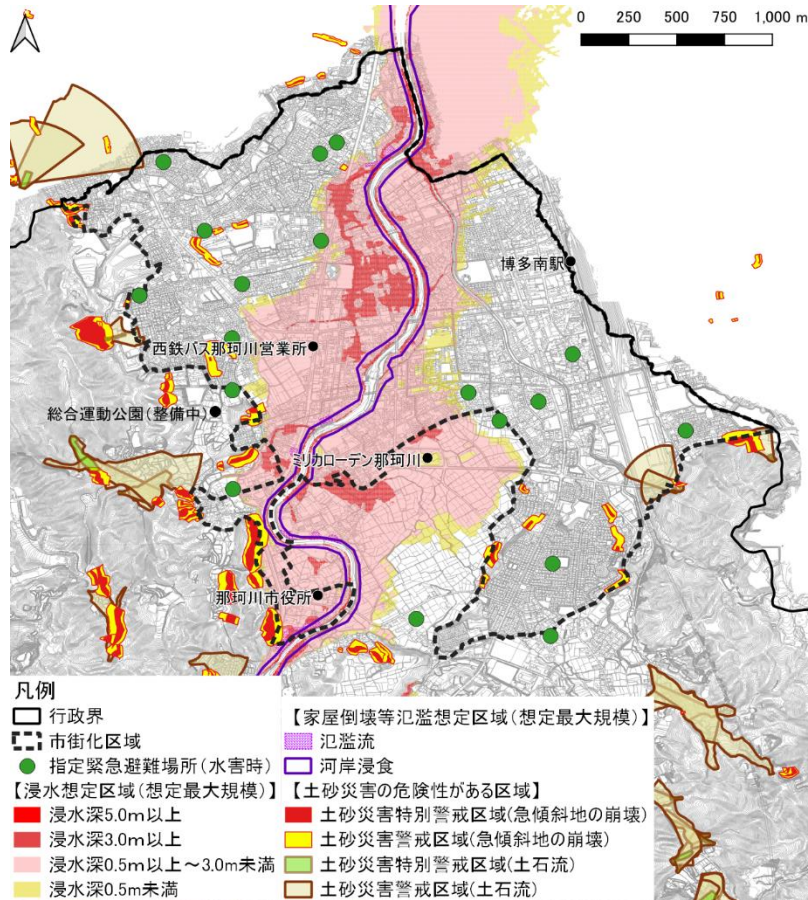 0 250 500 750 1,000 m
博多南駅
西鉄バス那珂川営業所
総合運動公園(整備中)
ミリカローデン那珂川
那珂川市役所
凡例
行政界
市街化区域
指定緊急避難場所(水害時)
【浸水想定区域(想定最大規模)】
浸水深5.0m以上
浸水深3.0m以上
浸水深0.5m以上~3.0m未満
浸水深0.5m未満
【家屋倒壊等氾濫想定区域(想定最大規模)】
氾濫流
河岸浸食
【土砂災害の危険性がある区域】
土砂災害特別警戒区域(急傾斜地の崩壊)
土砂災害警戒区域(急傾斜地の崩壊)
土砂災害特別警戒区域(土石流)
土砂災害警戒区域(土石流)